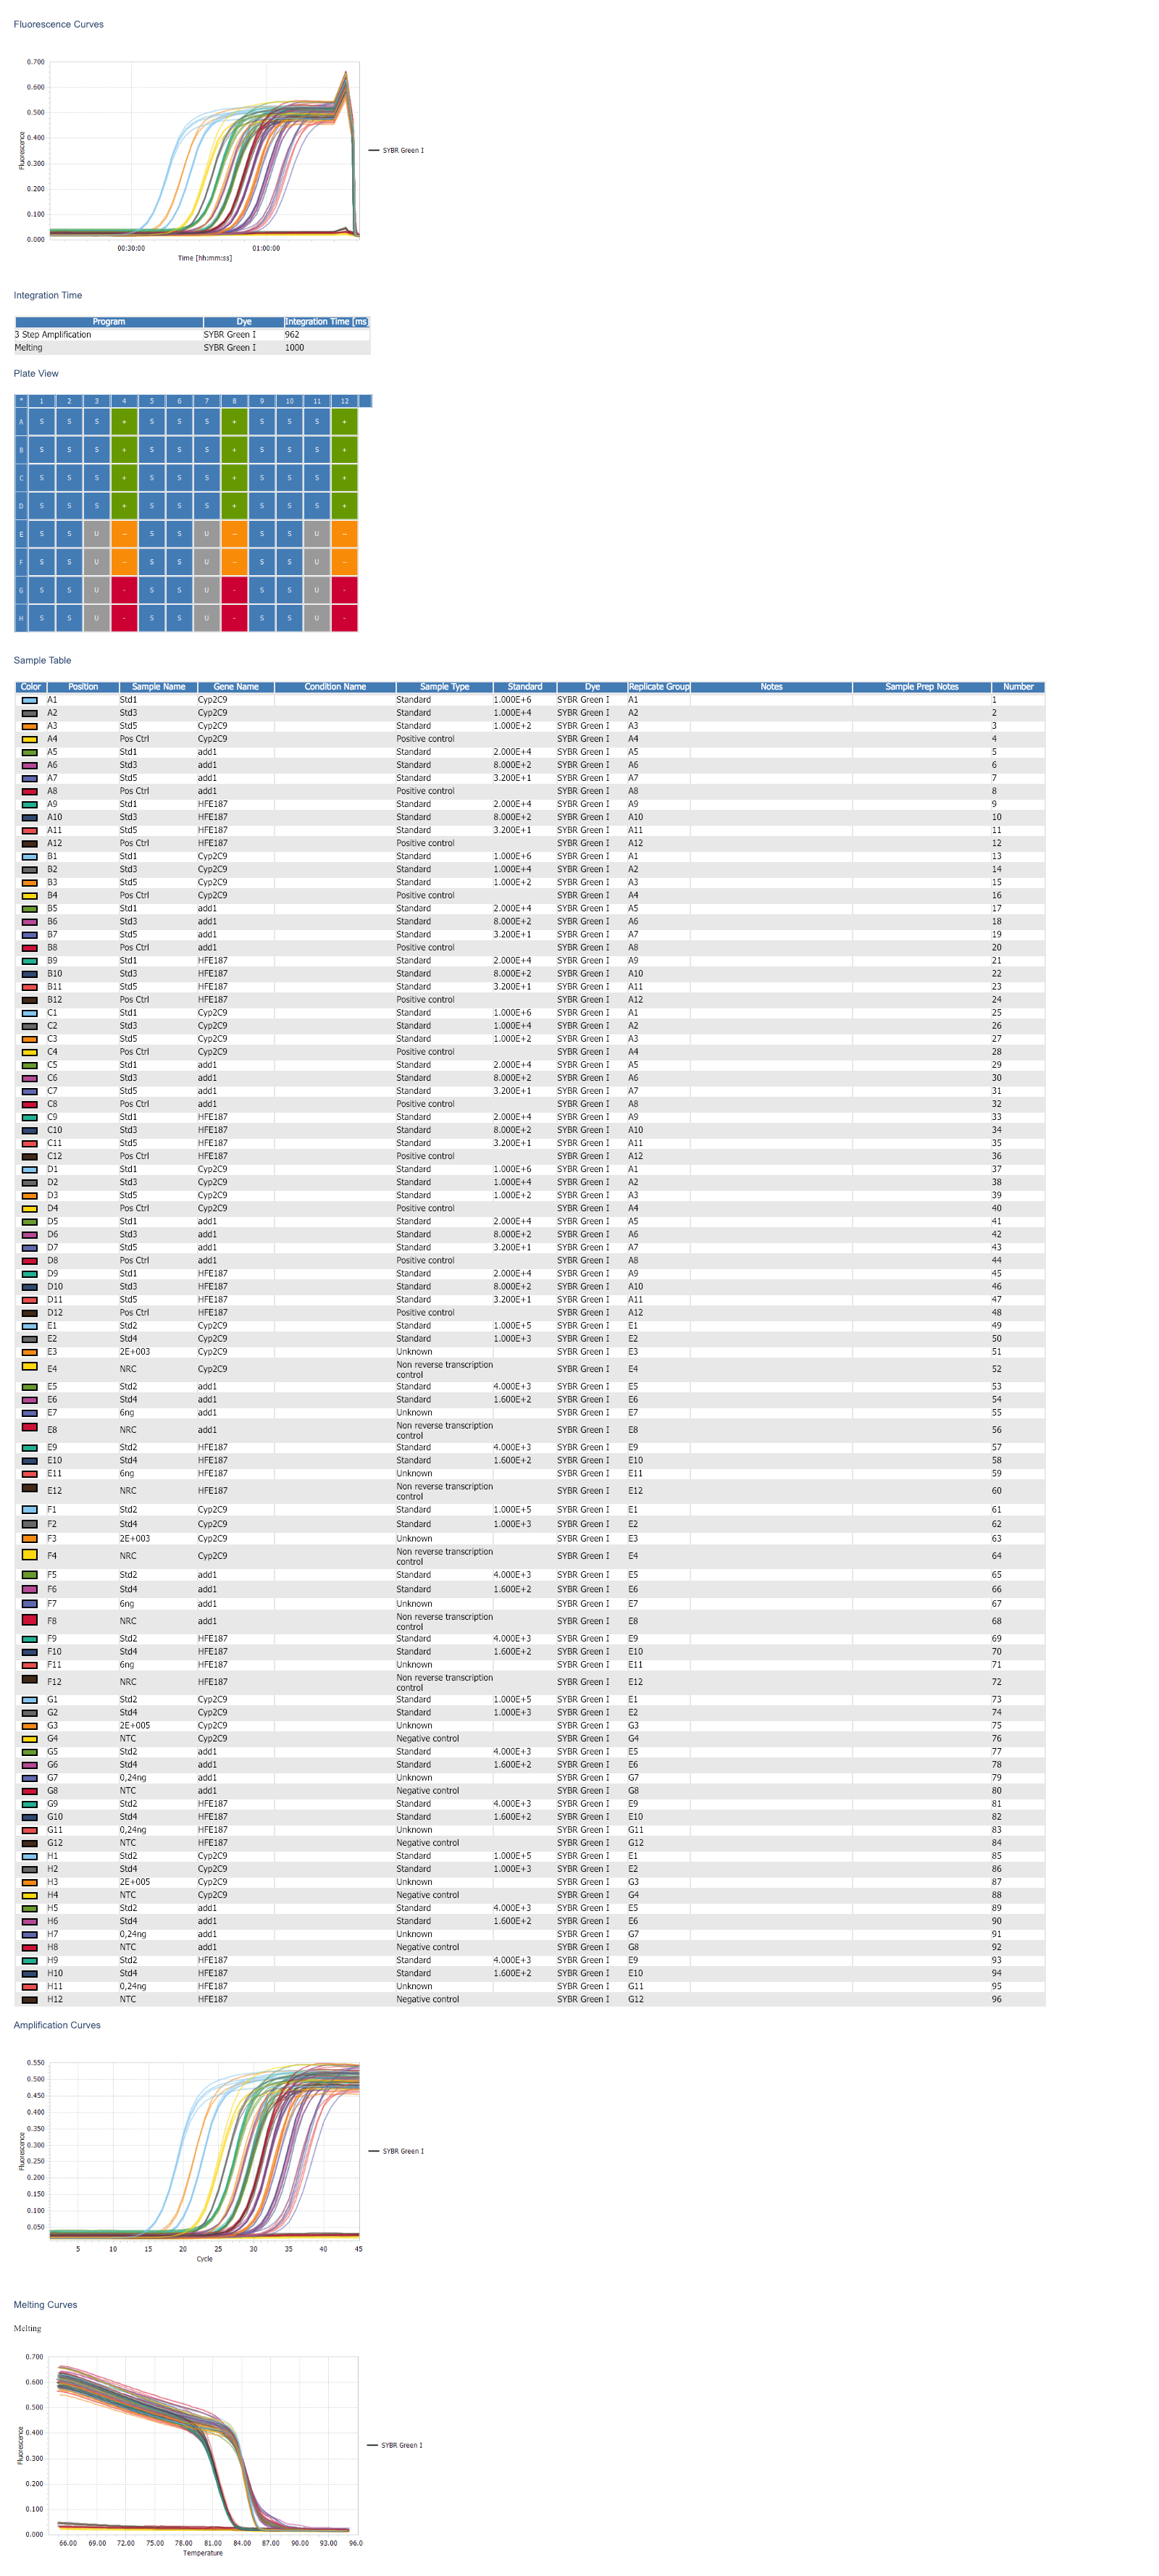 Fluorescence Curves
0.700
0.600
0.500
0.400
0.300
0.200
0.100
0.000
Fluorescence
00:30:00 01:00:00
Time [hh:mm:ss]
SYBR Green I
Integration Time
Program Dye Integration Time [ms]
3 Step Amplification SYBR Green I 962
Melting SYBR Green I 1000
Plate View
* 1 2 3 4 5 6 7 8 9 10 11 12
A S S S + S S S + S S S +
B S S S + S S S + S S S +
C S S S + S S S + S S S +
D S S S + S S S + S S S +
E S S U – S S U – S S U –
F S S U – S S U – S S U –
G S S U - S S U - S S U -
H S S U - S S U - S S U -
Sample Table
Color Position Sample Name Gene Name Condition Name Sample Type Standard Dye Replicate Group Notes Sample Prep Notes Number
A1 Std1 Cyp2C9 Standard 1.000E+6 SYBR Green I A1 1
A2 Std3 Cyp2C9 Standard 1.000E+4 SYBR Green I A2 2
A3 Std5 Cyp2C9 Standard 1.000E+2 SYBR Green I A3 3
A4 Pos Ctrl Cyp2C9 Positive control SYBR Green I A4 4
A5 Std1 add1 Standard 2.000E+4 SYBR Green I A5 5
A6 Std3 add1 Standard 8.000E+2 SYBR Green I A6 6
A7 Std5 add1 Standard 3.200E+1 SYBR Green I A7 7
A8 Pos Ctrl add1 Positive control SYBR Green I A8 8
A9 Std1 HFE187 Standard 2.000E+4 SYBR Green I A9 9
A10 Std3 HFE187 Standard 8.000E+2 SYBR Green I A10 10
A11 Std5 HFE187 Standard 3.200E+1 SYBR Green I A11 11
A12 Pos Ctrl HFE187 Positive control SYBR Green I A12 12
B1 Std1 Cyp2C9 Standard 1.000E+6 SYBR Green I A1 13
B2 Std3 Cyp2C9 Standard 1.000E+4 SYBR Green I A2 14
B3 Std5 Cyp2C9 Standard 1.000E+2 SYBR Green I A3 15
B4 Pos Ctrl Cyp2C9 Positive control SYBR Green I A4 16
B5 Std1 add1 Standard 2.000E+4 SYBR Green I A5 17
B6 Std3 add1 Standard 8.000E+2 SYBR Green I A6 18
B7 Std5 add1 Standard 3.200E+1 SYBR Green I A7 19
B8 Pos Ctrl add1 Positive control SYBR Green I A8 20
B9 Std1 HFE187 Standard 2.000E+4 SYBR Green I A9 21
B10 Std3 HFE187 Standard 8.000E+2 SYBR Green I A10 22
B11 Std5 HFE187 Standard 3.200E+1 SYBR Green I A11 23
B12 Pos Ctrl HFE187 Positive control SYBR Green I A12 24
C1 Std1 Cyp2C9 Standard 1.000E+6 SYBR Green I A1 25
C2 Std3 Cyp2C9 Standard 1.000E+4 SYBR Green I A2 26
C3 Std5 Cyp2C9 Standard 1.000E+2 SYBR Green I A3 27
C4 Pos Ctrl Cyp2C9 Positive control SYBR Green I A4 28
C5 Std1 add1 Standard 2.000E+4 SYBR Green I A5 29
C6 Std3 add1 Standard 8.000E+2 SYBR Green I A6 30
C7 Std5 add1 Standard 3.200E+1 SYBR Green I A7 31
C8 Pos Ctrl add1 Positive control SYBR Green I A8 32
C9 Std1 HFE187 Standard 2.000E+4 SYBR Green I A9 33
C10 Std3 HFE187 Standard 8.000E+2 SYBR Green I A10 34
C11 Std5 HFE187 Standard 3.200E+1 SYBR Green I A11 35
C12 Pos Ctrl HFE187 Positive control SYBR Green I A12 36
D1 Std1 Cyp2C9 Standard 1.000E+6 SYBR Green I A1 37
D2 Std3 Cyp2C9 Standard 1.000E+4 SYBR Green I A2 38
D3 Std5 Cyp2C9 Standard 1.000E+2 SYBR Green I A3 39
D4 Pos Ctrl Cyp2C9 Positive control SYBR Green I A4 40
D5 Std1 add1 Standard 2.000E+4 SYBR Green I A5 41
D6 Std3 add1 Standard 8.000E+2 SYBR Green I A6 42
D7 Std5 add1 Standard 3.200E+1 SYBR Green I A7 43
D8 Pos Ctrl add1 Positive control SYBR Green I A8 44
D9 Std1 HFE187 Standard 2.000E+4 SYBR Green I A9 45
D10 Std3 HFE187 Standard 8.000E+2 SYBR Green I A10 46
D11 Std5 HFE187 Standard 3.200E+1 SYBR Green I A11 47
D12 Pos Ctrl HFE187 Positive control SYBR Green I A12 48
E1 Std2 Cyp2C9 Standard 1.000E+5 SYBR Green I E1 49
E2 Std4 Cyp2C9 Standard 1.000E+3 SYBR Green I E2 50
E3 2E+003 Cyp2C9 Unknown SYBR Green I E3 51
E4 NRC Cyp2C9 Non reverse transcription control SYBR Green I E4 52
E5 Std2 add1 Standard 4.000E+3 SYBR Green I E5 53
E6 Std4 add1 Standard 1.600E+2 SYBR Green I E6 54
E7 6ng add1 Unknown SYBR Green I E7 55
E8 NRC add1 Non reverse transcription control SYBR Green I E8 56
E9 Std2 HFE187 Standard 4.000E+3 SYBR Green I E9 57
E10 Std4 HFE187 Standard 1.600E+2 SYBR Green I E10 58
E11 6ng HFE187 Unknown SYBR Green I E11 59
E12 NRC HFE187 Non reverse transcription control SYBR Green I E12 60
F1 Std2 Cyp2C9 Standard 1.000E+5 SYBR Green I E1 61
F2 Std4 Cyp2C9 Standard 1.000E+3 SYBR Green I E2 62
F3 2E+003 Cyp2C9 Unknown SYBR Green I E3 63
F4 NRC Cyp2C9 Non reverse transcription control SYBR Green I E4 64
F5 Std2 add1 Standard 4.000E+3 SYBR Green I E5 65
F6 Std4 add1 Standard 1.600E+2 SYBR Green I E6 66
F7 6ng add1 Unknown SYBR Green I E7 67
F8 NRC add1 Non reverse transcription control SYBR Green I E8 68
F9 Std2 HFE187 Standard 4.000E+3 SYBR Green I E9 69
F10 Std4 HFE187 Standard 1.600E+2 SYBR Green I E10 70
F11 6ng HFE187 Unknown SYBR Green I E11 71
F12 NRC HFE187 Non reverse transcription control SYBR Green I E12 72
G1 Std2 Cyp2C9 Standard 1.000E+5 SYBR Green I E1 73
G2 Std4 Cyp2C9 Standard 1.000E+3 SYBR Green I E2 74
G3 2E+005 Cyp2C9 Unknown SYBR Green I G3 75
G4 NTC Cyp2C9 Negative control SYBR Green I G4 76
G5 Std2 add1 Standard 4.000E+3 SYBR Green I E5 77
G6 Std4 add1 Standard 1.600E+2 SYBR Green I E6 78
G7 0,24ng add1 Unknown SYBR Green I G7 79
G8 NTC add1 Negative control SYBR Green I G8 80
G9 Std2 HFE187 Standard 4.000E+3 SYBR Green I E9 81
G10 Std4 HFE187 Standard 1.600E+2 SYBR Green I E10 82
G11 0,24ng HFE187 Unknown SYBR Green I G11 83
G12 NTC HFE187 Negative control SYBR Green I G12 84
H1 Std2 Cyp2C9 Standard 1.000E+5 SYBR Green I E1 85
H2 Std4 Cyp2C9 Standard 1.000E+3 SYBR Green I E2 86
H3 2E+005 Cyp2C9 Unknown SYBR Green I G3 87
H4 NTC Cyp2C9 Negative control SYBR Green I G4 88
H5 Std2 add1 Standard 4.000E+3 SYBR Green I E5 89
H6 Std4 add1 Standard 1.600E+2 SYBR Green I E6 90
H7 0,24ng add1 Unknown SYBR Green I G7 91
H8 NTC add1 Negative control SYBR Green I G8 92
H9 Std2 HFE187 Standard 4.000E+3 SYBR Green I E9 93
H10 Std4 HFE187 Standard 1.600E+2 SYBR Green I E10 94
H11 0,24ng HFE187 Unknown SYBR Green I G11 95
H12 NTC HFE187 Negative control SYBR Green I G12 96
Amplification Curves
0.550
0.500
0.450
0.400
0.350
0.300
0.250
0.200
0.150
0.100
0.050
Fluorescence
5 10 15 20 25 30 35 40 45
Cycle
SYBR Green I
Melting Curves
Melting
0.700
0.600
0.500
0.400
0.300
0.200
0.100
0.000
Fluorescence
66.00 69.00 72.00 75.00 78.00 81.00 84.00 87.00 90.00 93.00 96.0
Temperature
SYBR Green I